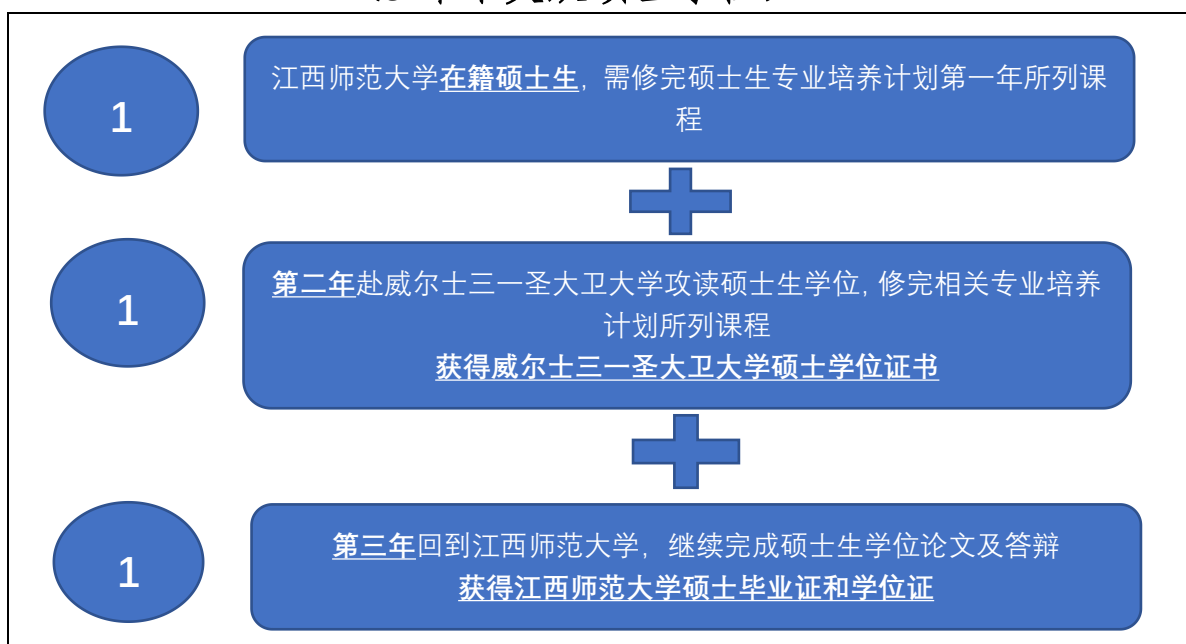 1
江西师范大学在籍硕士生，需修完硕士生专业培养计划第一年所列课
程
1
第二年赴威尔士三一圣大卫大学攻读硕士生学位,修完相关专业培养
计划所列课程
获得威尔士三一圣大卫大学硕士学位证书
1
第三年回到江西师范大学，继续完成硕士生学位论文及答辩
获得江西师范大学硕士毕业证和学位证